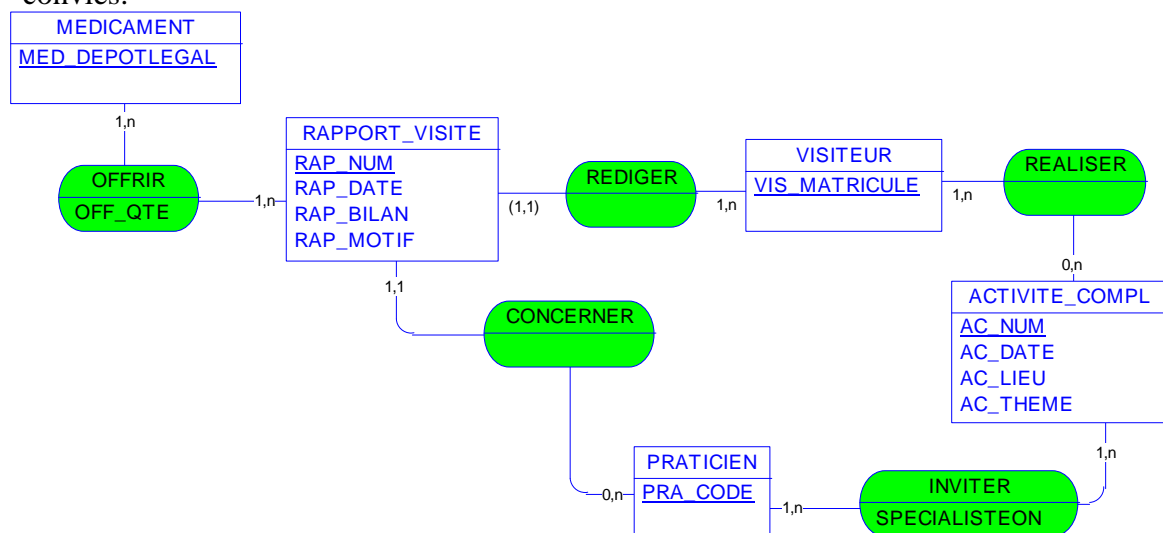 conviés.
MEDICAMENT
MED_DEPOTLEGAL
1,n
OFFRIR
OFF_QTE
1,n
RAPPORT_VISITE
RAP_NUM
RAP_DATE
RAP_BILAN
RAP_MOTIF
(1,1)
REDIGER
1,n
VISITEUR
VIS_MATRICULE
1,n
REALISER
0,n
ACTIVITE_COMPL
AC_NUM
AC_DATE
AC_LIEU
AC_THEME
1,1
CONCERNER
0,n
PRATICIEN
PRA_CODE
1,n
INVITER
SPECIALISTEON
1,n